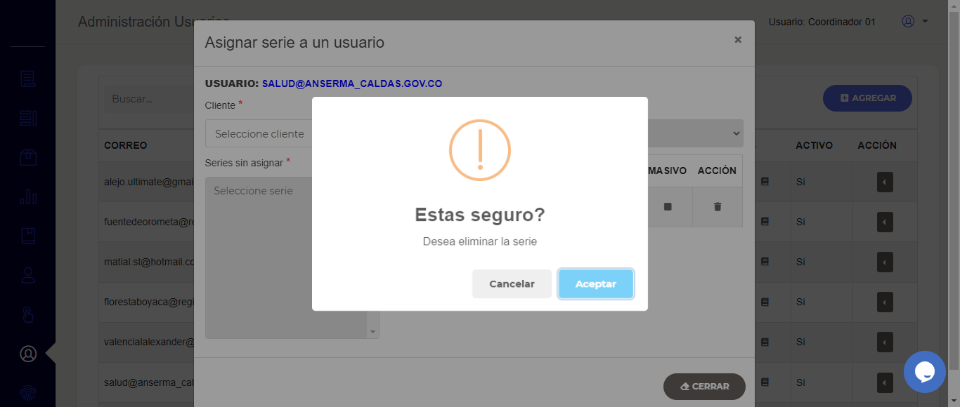 Administración Usuarios
Usuario: Coordinador 01
Asignar serie a un usuario
×
USUARIO: SALUD@ANSERMA_CALDAS.GOV.CO
Buscar...
AGREGAR
Cliente *
Seleccione cliente
Series sin asignar *
Seleccione serie
MASIVO ACCIÓN
CORREO ACTIVO ACCIÓN
alejo.ultimate@gmai
Si
fuentedeorometa@re
Si
matial.st@hotmail.co
Si
florestaboyaca@regi
Si
valencialalexander@
Si
salud@anserma_cal
Si
Estas seguro?
Desea eliminar la serie
Cancelar Aceptar
CERRAR